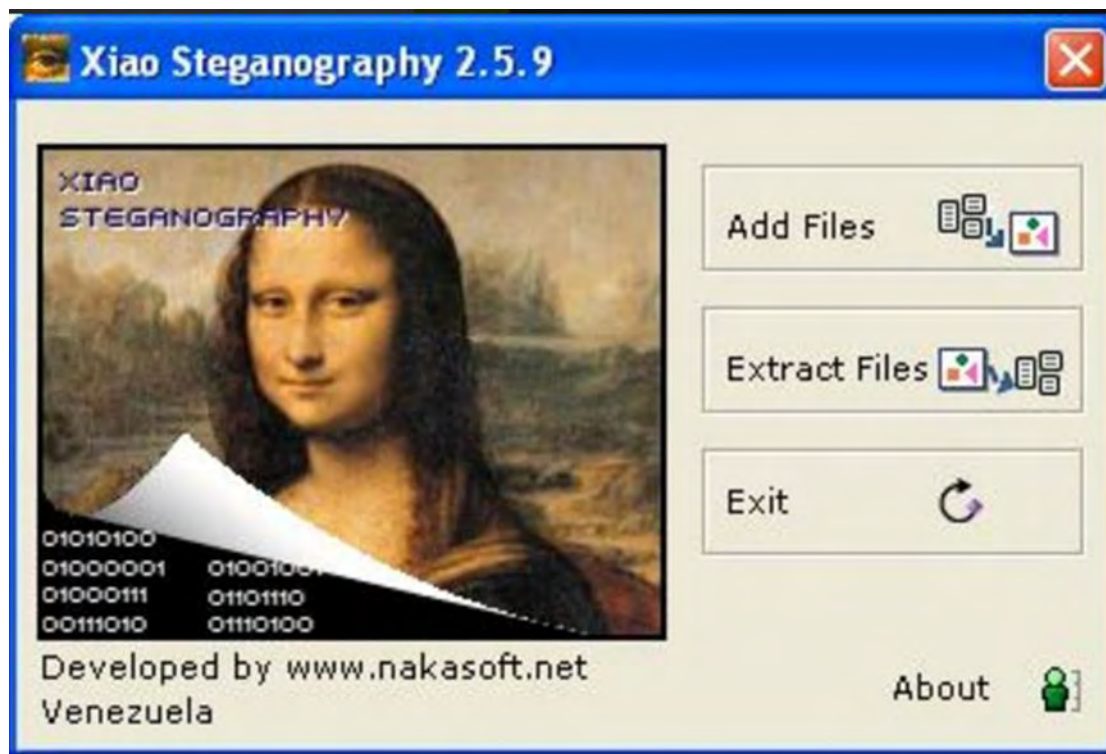 Xiao Steganography 2.5.9
XIAO
STEGANOGRAPHY
Add Files
Extract Files
Exit
01010100
01000001
01000111 01101110
00111010 01110100
Developed by www.nakasoft.net
Venezuela
About